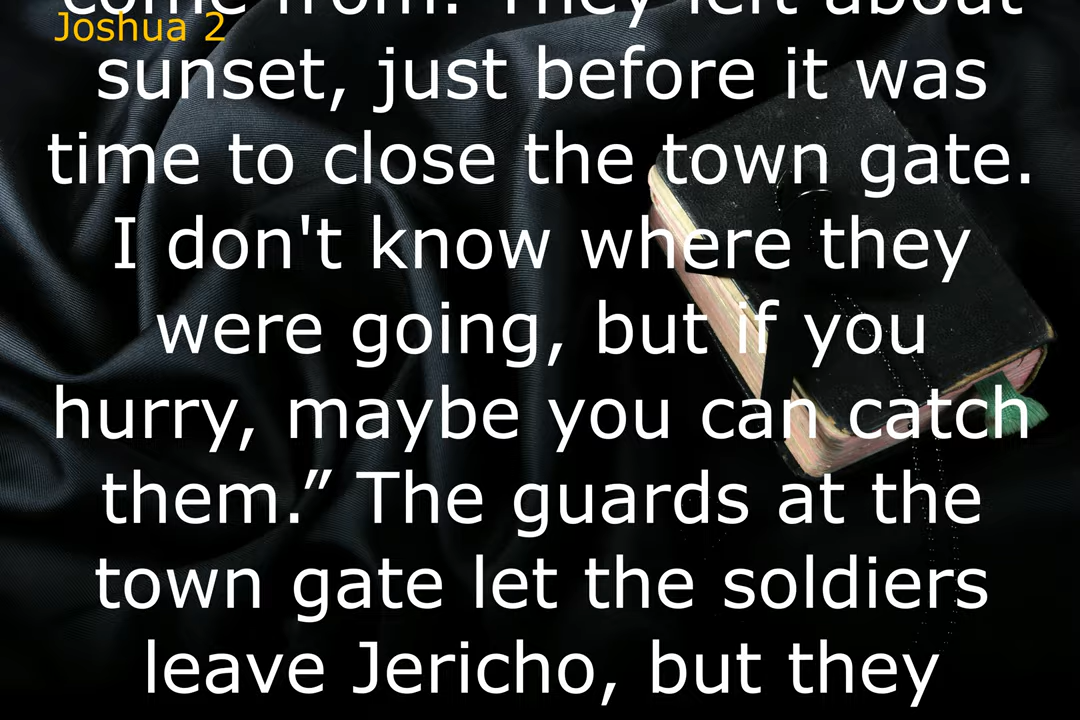 come from. They left about
Joshua 2
sunset, just before it was
time to close the town gate.
I don't know where they
were going, but if you
hurry, maybe you can catch
them.” The guards at the
town gate let the soldiers
leave Jericho, but they